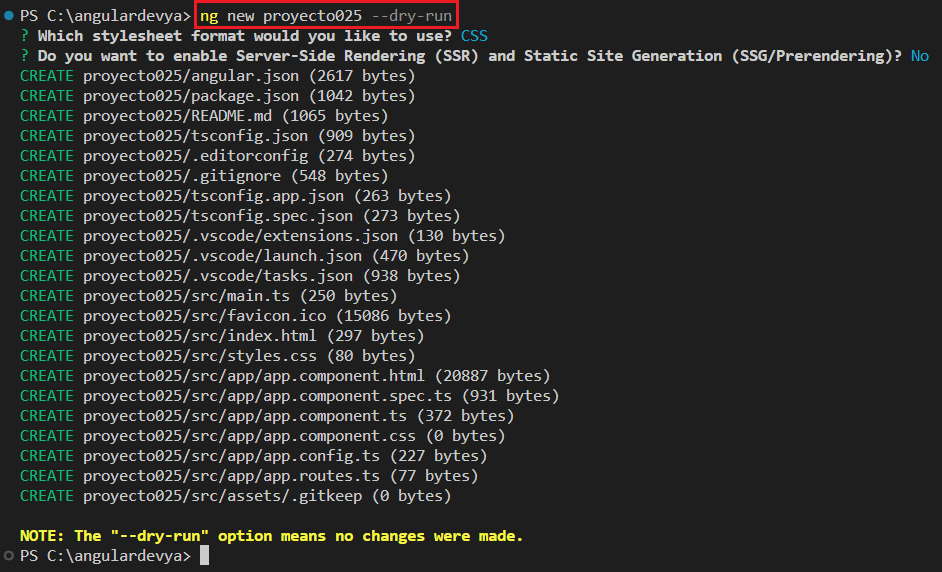 PS C:\angulardevya> ng new proyecto025 --dry-run
? Which stylesheet format would you like to use? CSS
? Do you want to enable Server-Side Rendering (SSR) and Static Site Generation (SSG/Prerendering)? No
CREATE proyecto025/angular.json (2617 bytes)
CREATE proyecto025/package.json (1042 bytes)
CREATE proyecto025/README.md (1065 bytes)
CREATE proyecto025/tsconfig.json (909 bytes)
CREATE proyecto025/.editorconfig (274 bytes)
CREATE proyecto025/.gitignore (548 bytes)
CREATE proyecto025/tsconfig.app.json (263 bytes)
CREATE proyecto025/tsconfig.spec.json (273 bytes)
CREATE proyecto025/.vscode/extensions.json (130 bytes)
CREATE proyecto025/.vscode/launch.json (470 bytes)
CREATE proyecto025/.vscode/tasks.json (938 bytes)
CREATE proyecto025/src/main.ts (250 bytes)
CREATE proyecto025/src/favicon.ico (15086 bytes)
CREATE proyecto025/src/index.html (297 bytes)
CREATE proyecto025/src/styles.css (80 bytes)
CREATE proyecto025/src/app/app.component.html (20887 bytes)
CREATE proyecto025/src/app/app.component.spec.ts (931 bytes)
CREATE proyecto025/src/app/app.component.ts (372 bytes)
CREATE proyecto025/src/app/app.component.css (0 bytes)
CREATE proyecto025/src/app/app.config.ts (227 bytes)
CREATE proyecto025/src/app/app.routes.ts (77 bytes)
CREATE proyecto025/src/assets/.gitkeep (0 bytes)
NOTE: The "--dry-run" option means no changes were made.
PS C:\angulardevya>